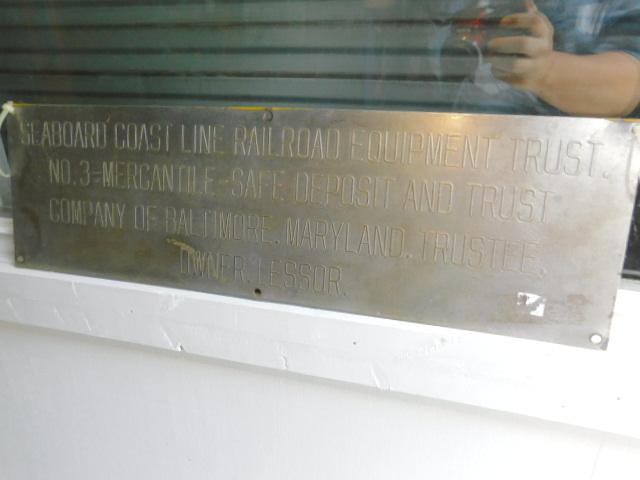 SEABOARD COAST LINE RAILROAD EQUIPMENT TRUST.
NO.3=MERCANTILE-SAFE DEPOSIT AND TRUST
COMPANY OF BALTIMORE, MARYLAND, TRUSTEE,
OWNER, LESSOR.